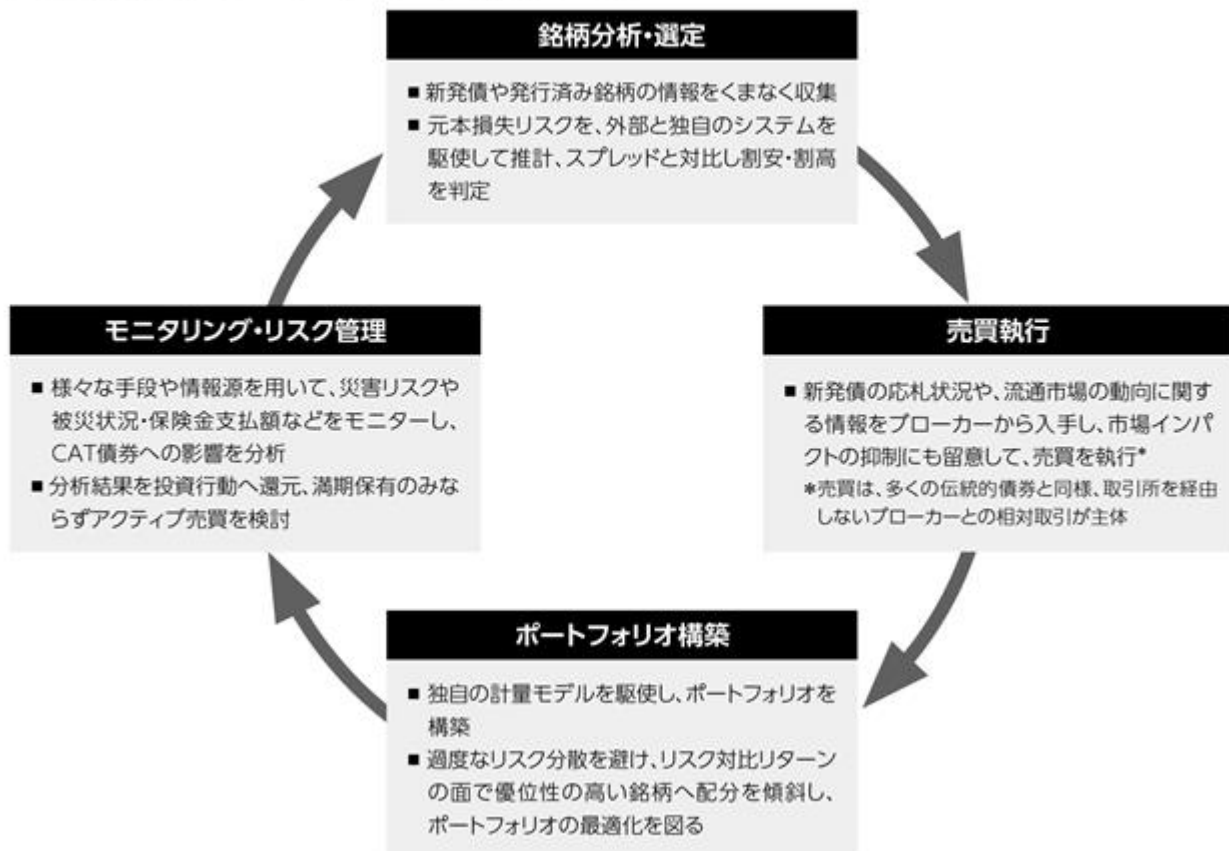 銘柄分析・選定
■ 新発債や発行済み銘柄の情報をくまなく収集
■ 元本損失リスクを、外部と独自のシステムを
駆使して推計、スプレッドと対比し割安・割高
を判定
売買執行
■ 新発債の応札状況や、流通市場の動向に関す
る情報をブローカーから入手し、市場インパ
クトの抑制にも留意して、売買を執行*
*売買は、多くの伝統的債券と同様、取引所を経由
しないブローカーとの相対取引が主体
ポートフォリオ構築
■ 独自の計量モデルを駆使し、ポートフォリオを
構築
■ 過度なリスク分散を避け、リスク対比リターン
の面で優位性の高い銘柄へ配分を傾斜し、
ポートフォリオの最適化を図る
モニタリング・リスク管理
■ 様々な手段や情報源を用いて、災害リスクや
被災状況・保険金支払額などをモニターし、
CAT債券への影響を分析
■ 分析結果を投資行動へ還元、満期保有のみな
らずアクティブ売買を検討